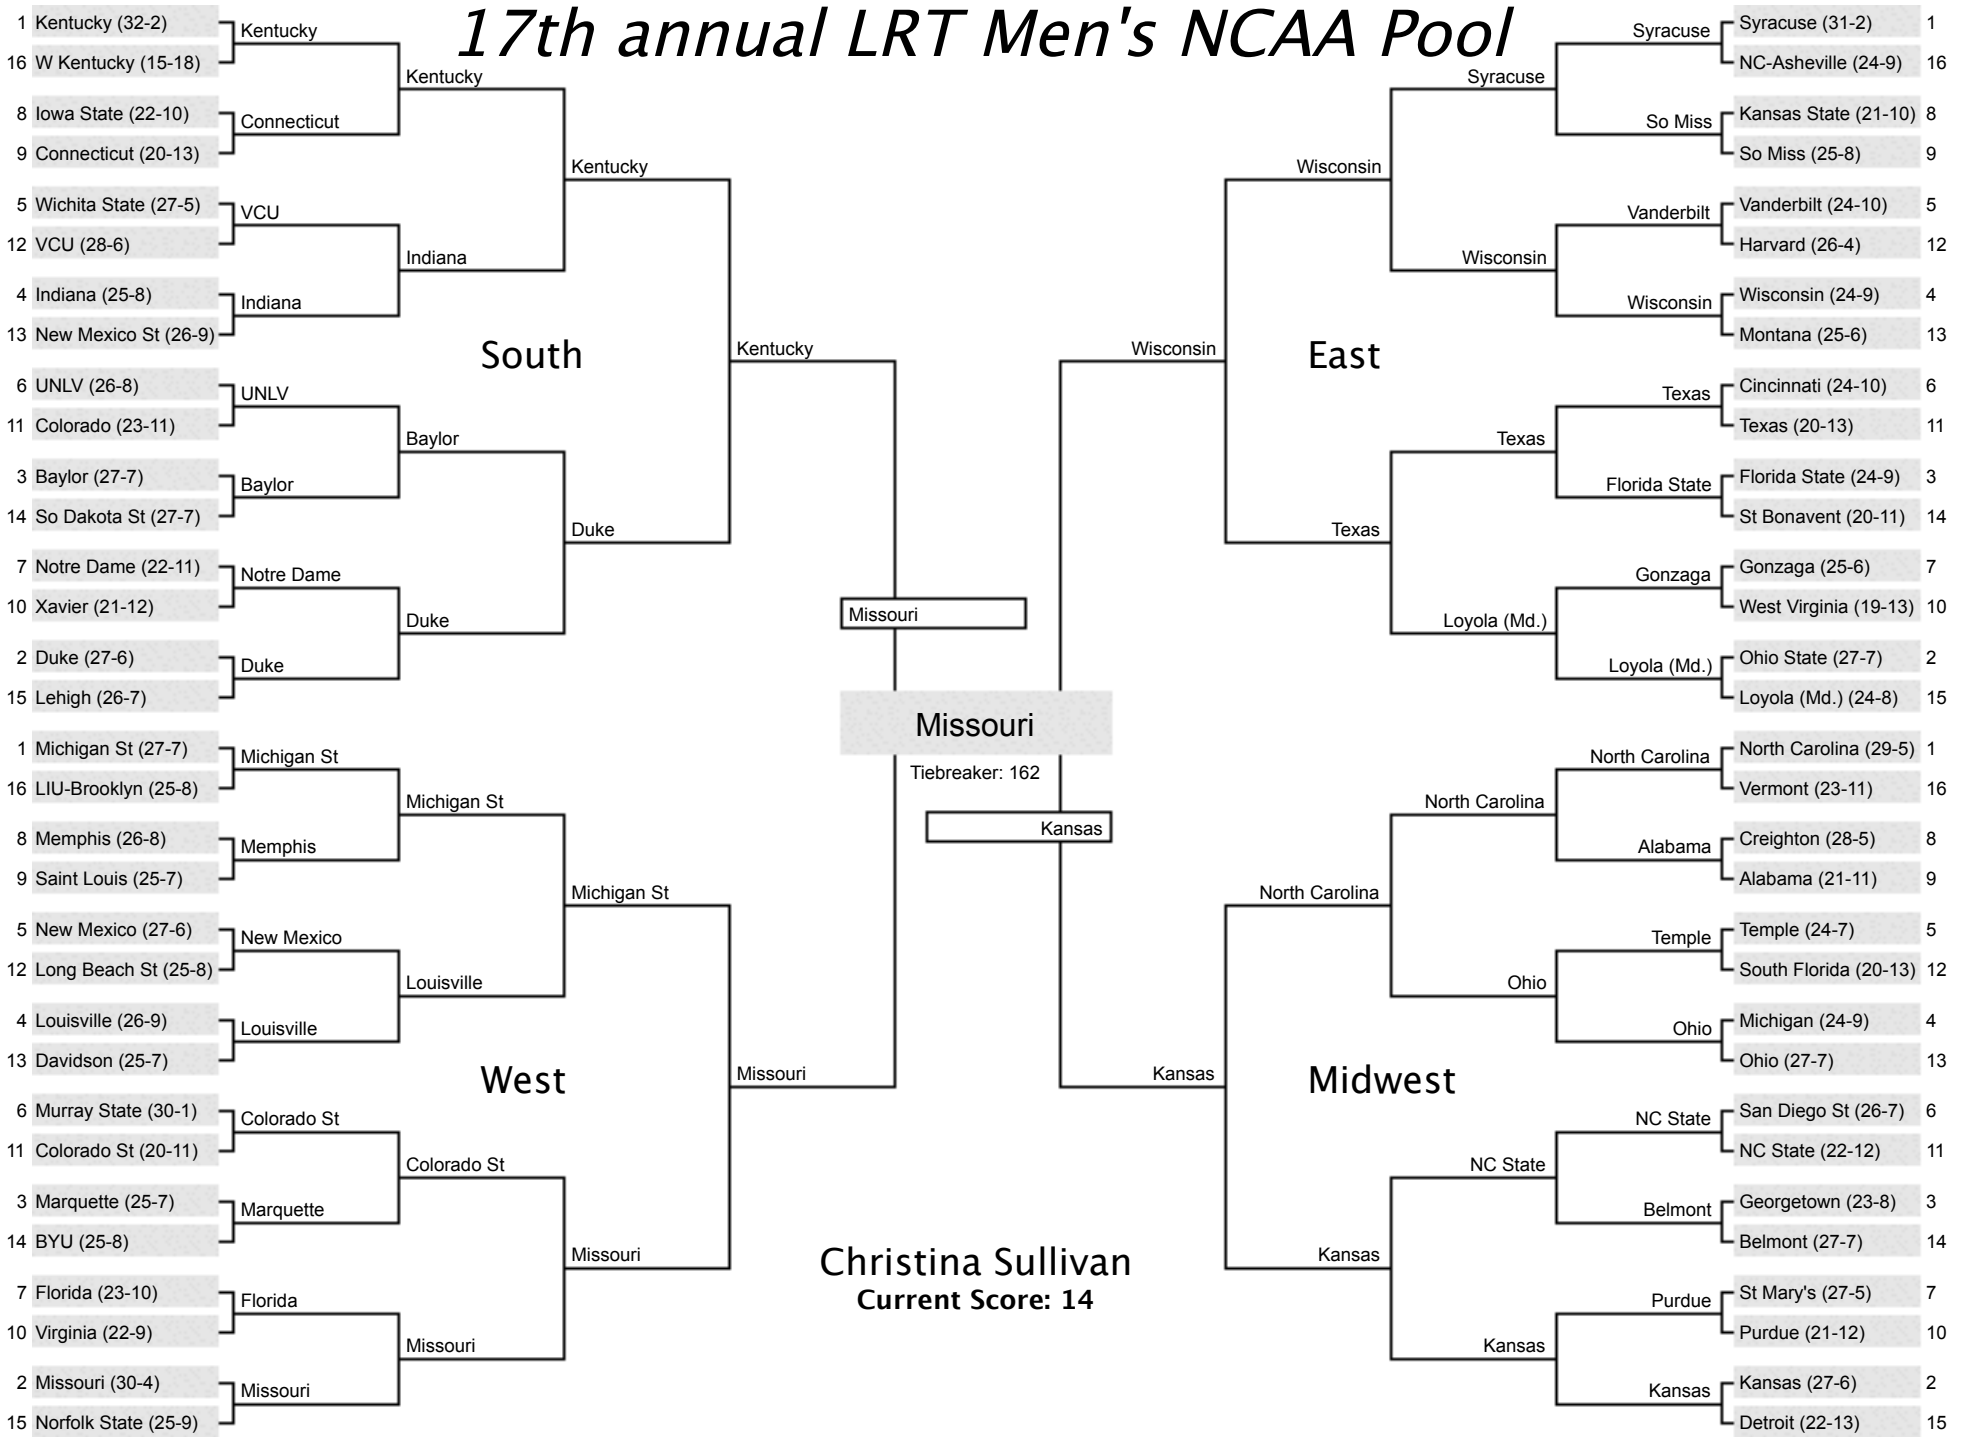 17th annual LRT Men's NCAA Pool
1 Kentucky (32-2)
16 W Kentucky (15-18)
8 Iowa State (22-10)
9 Connecticut (20-13)
5 Wichita State (27-5)
12 VCU (28-6)
4 Indiana (25-8)
13 New Mexico St (26-9)
6 UNLV (26-8)
11 Colorado (23-11)
3 Baylor (27-7)
14 So Dakota St (27-7)
7 Notre Dame (22-11)
10 Xavier (21-12)
2 Duke (27-6)
15 Lehigh (26-7)
Kentucky
Connecticut
VCU
Indiana
UNLV
Baylor
Notre Dame
Duke
Kentucky
Indiana
Baylor
Duke
Kentucky
Duke
South
Kentucky
1 Michigan St (27-7)
16 LIU-Brooklyn (25-8)
8 Memphis (26-8)
9 Saint Louis (25-7)
5 New Mexico (27-6)
12 Long Beach St (25-8)
4 Louisville (26-9)
13 Davidson (25-7)
6 Murray State (30-1)
11 Colorado St (20-11)
3 Marquette (25-7)
14 BYU (25-8)
7 Florida (23-10)
10 Virginia (22-9)
2 Missouri (30-4)
15 Norfolk State (25-9)
Michigan St
Memphis
New Mexico
Louisville
Colorado St
Marquette
Florida
Missouri
Michigan St
Louisville
Colorado St
Missouri
Michigan St
Missouri
West
Missouri
Missouri
Missouri
Tiebreaker: 162
Kansas
Christina Sullivan
Current Score: 14
Syracuse (31-2) 1
NC-Asheville (24-9) 16
Kansas State (21-10) 8
So Miss (25-8) 9
Vanderbilt (24-10) 5
Harvard (26-4) 12
Wisconsin (24-9) 4
Montana (25-6) 13
Cincinnati (24-10) 6
Texas (20-13) 11
Florida State (24-9) 3
St Bonavent (20-11) 14
Gonzaga (25-6) 7
West Virginia (19-13) 10
Ohio State (27-7) 2
Loyola (Md.) (24-8) 15
Syracuse
So Miss
Vanderbilt
Wisconsin
Texas
Florida State
Gonzaga
Loyola (Md.)
Syracuse
Wisconsin
Texas
Loyola (Md.)
Wisconsin
Texas
East
Wisconsin
North Carolina (29-5) 1
Vermont (23-11) 16
Creighton (28-5) 8
Alabama (21-11) 9
Temple (24-7) 5
South Florida (20-13) 12
Michigan (24-9) 4
Ohio (27-7) 13
San Diego St (26-7) 6
NC State (22-12) 11
Georgetown (23-8) 3
Belmont (27-7) 14
St Mary's (27-5) 7
Purdue (21-12) 10
Kansas (27-6) 2
Detroit (22-13) 15
North Carolina
Alabama
Temple
Ohio
NC State
Belmont
Purdue
Kansas
North Carolina
Ohio
NC State
Kansas
North Carolina
Kansas
Midwest
Kansas